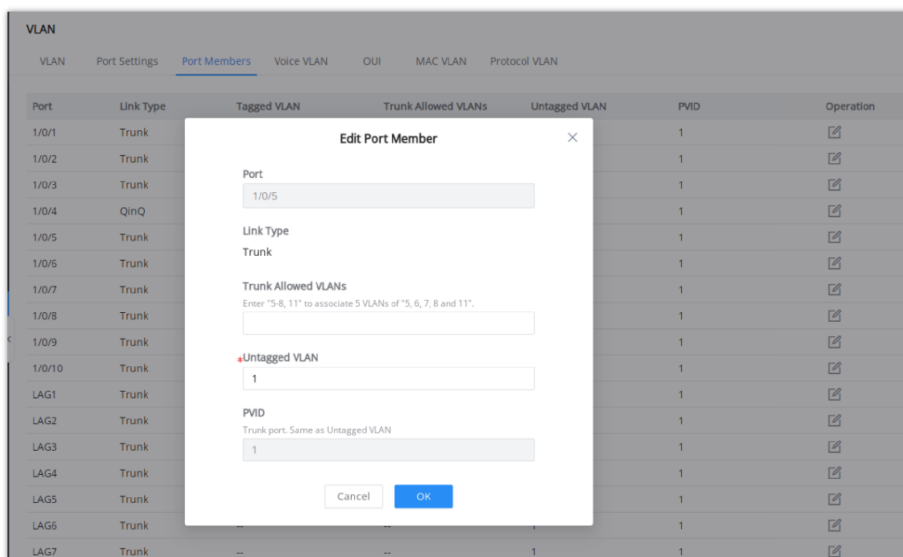 VLAN
VLAN Port Settings Port Members Voice VLAN OUI MAC VLAN Protocol VLAN
Port Link Type Tagged VLAN Trunk Allowed VLANs Untagged VLAN PVID Operation
1/0/1 Trunk 1
Edit Port Member
1/0/2 Trunk 1
Port
1/0/3 Trunk 1
1/0/5
1/0/4 QinQ 1
Link Type
1/0/5 Trunk 1
Trunk
1/0/6 Trunk 1
Trunk Allowed VLANs
1/0/7 Trunk 1
Enter "5-8, 11" to associate 5 VLANs of "5, 6, 7, 8 and 11".
1/0/8 Trunk 1
1/0/9 Trunk 1
*Untagged VLAN
1/0/10 Trunk 1
1
LAG1 Trunk 1
PVID
LAG2 Trunk 1
Trunk port. Same as Untagged VLAN
LAG3 Trunk 1
1
LAG4 Trunk 1
LAG5 Trunk 1
Cancel OK
LAG6 Trunk -- -- 1 1
LAG7 Trunk -- -- 1 1